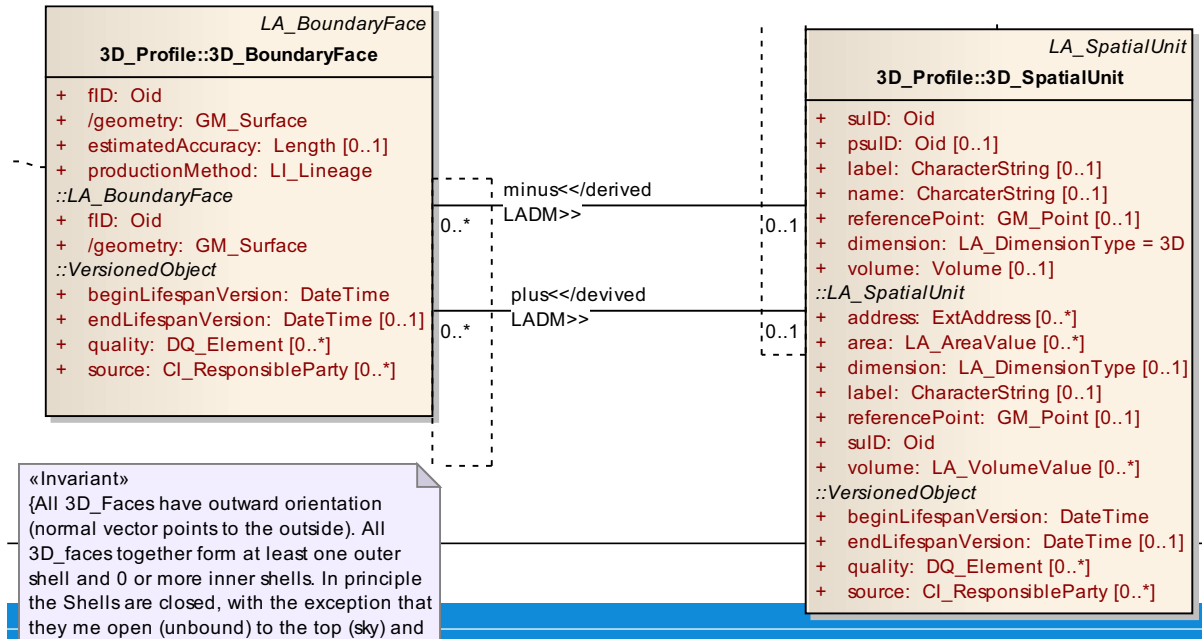 LA_BoundaryFace
3D_Profile::3D_BoundaryFace
+ fID: Oid
+ /geometry: GM_Surface
+ estimatedAccuracy: Length [0..1]
+ productionMethod: LI_Lineage
::LA_BoundaryFace
+ fID: Oid
+ /geometry: GM_Surface
::VersionedObject
+ beginLifespanVersion: DateTime
+ endLifespanVersion: DateTime [0..1]
+ quality: DQ_Element [0..*]
+ source: CI_ResponsibleParty [0..*]
minus<</derived
LADM>>
0..*
0..1
plus<</devived
LADM>>
0..*
0..1
LA_SpatialUnit
3D_Profile::3D_SpatialUnit
+ suID: Oid
+ psuID: Oid [0..1]
+ label: CharacterString [0..1]
+ name: CharcaterString [0..1]
+ referencePoint: GM_Point [0..1]
+ dimension: LA_DimensionType = 3D
+ volume: Volume [0..1]
::LA_SpatialUnit
+ address: ExtAddress [0..*]
+ area: LA_AreaValue [0..*]
+ dimension: LA_DimensionType [0..1]
+ label: CharacterString [0..1]
+ referencePoint: GM_Point [0..1]
+ suID: Oid
+ volume: LA_VolumeValue [0..*]
::VersionedObject
+ beginLifespanVersion: DateTime
+ endLifespanVersion: DateTime [0..1]
+ quality: DQ_Element [0..*]
+ source: CI_ResponsibleParty [0..*]
«Invariant»
{All 3D_Faces have outward orientation
(normal vector points to the outside). All
3D_faces together form at least one outer
shell and 0 or more inner shells. In principle
the Shells are closed, with the exception that
they me open (unbound) to the top (sky) and